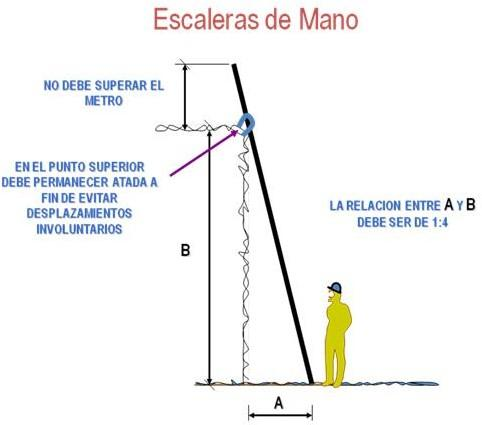 Escaleras de Mano
NO DEBE SUPERAR EL
METRO
EN EL PUNTO SUPERIOR
DEBE PERMANECER ATADA A
FIN DE EVITAR
DESPLAZAMIENTOS
INVOLUNTARIOS
LA RELACION ENTRE A Y B
DEBE SER DE 1:4
B
A